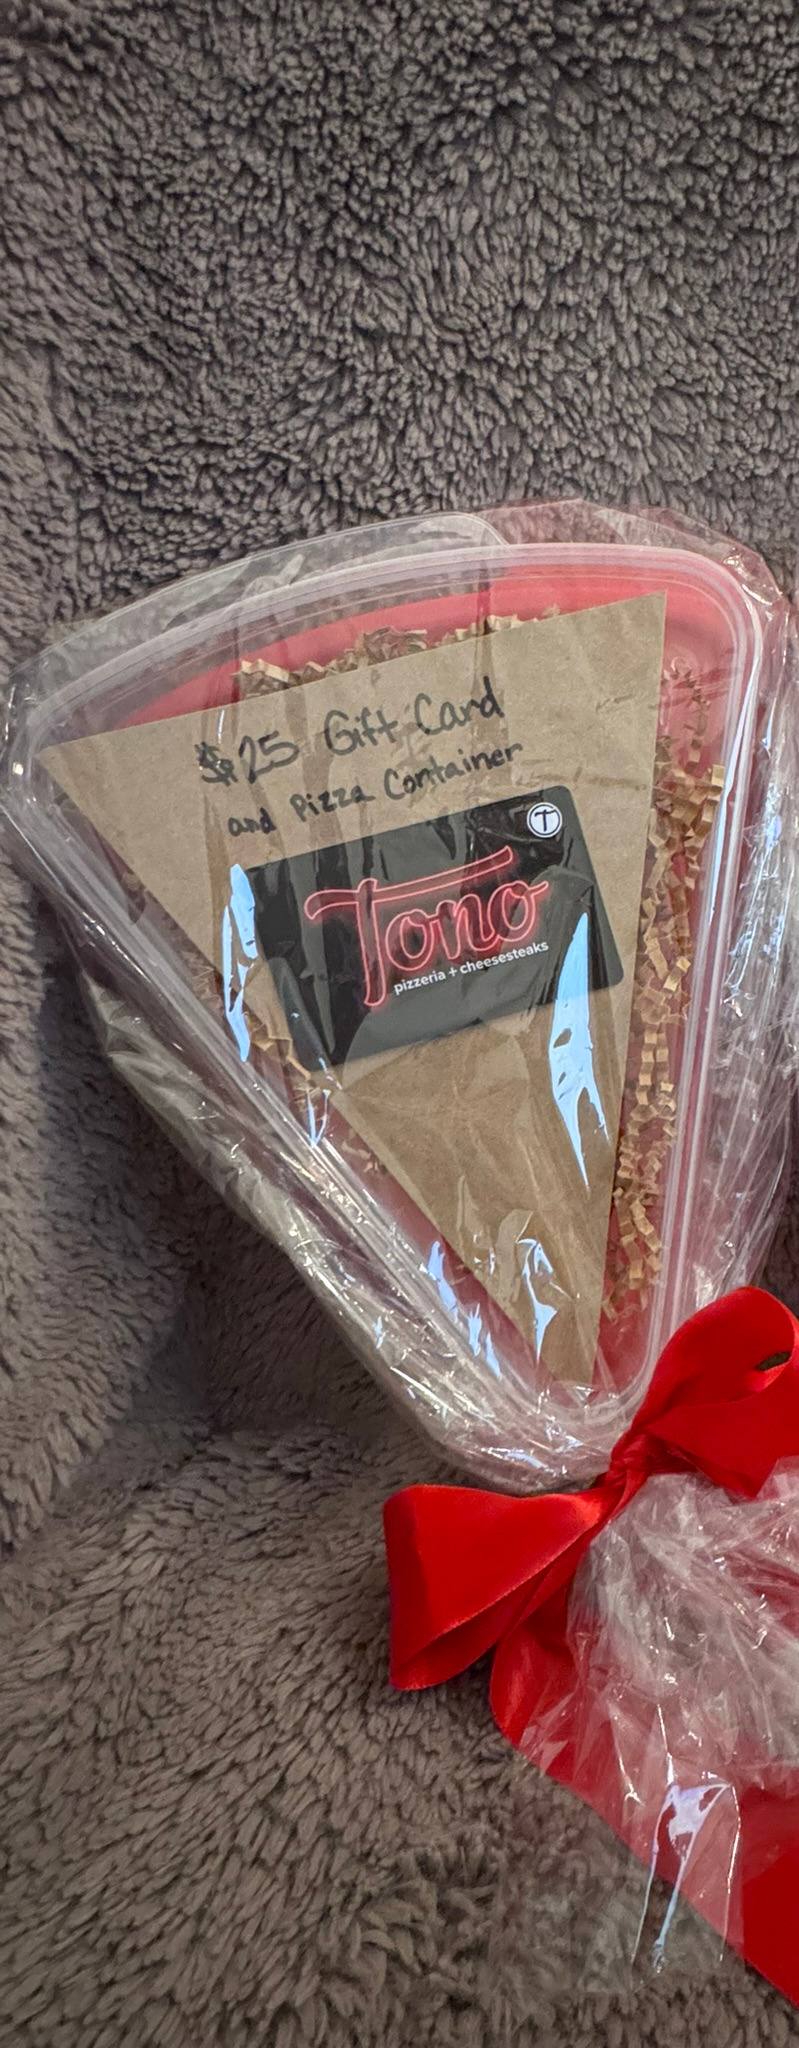 $25 Gift Card
and Pizza Container
T
Tono
pizzeria + cheesesteaks